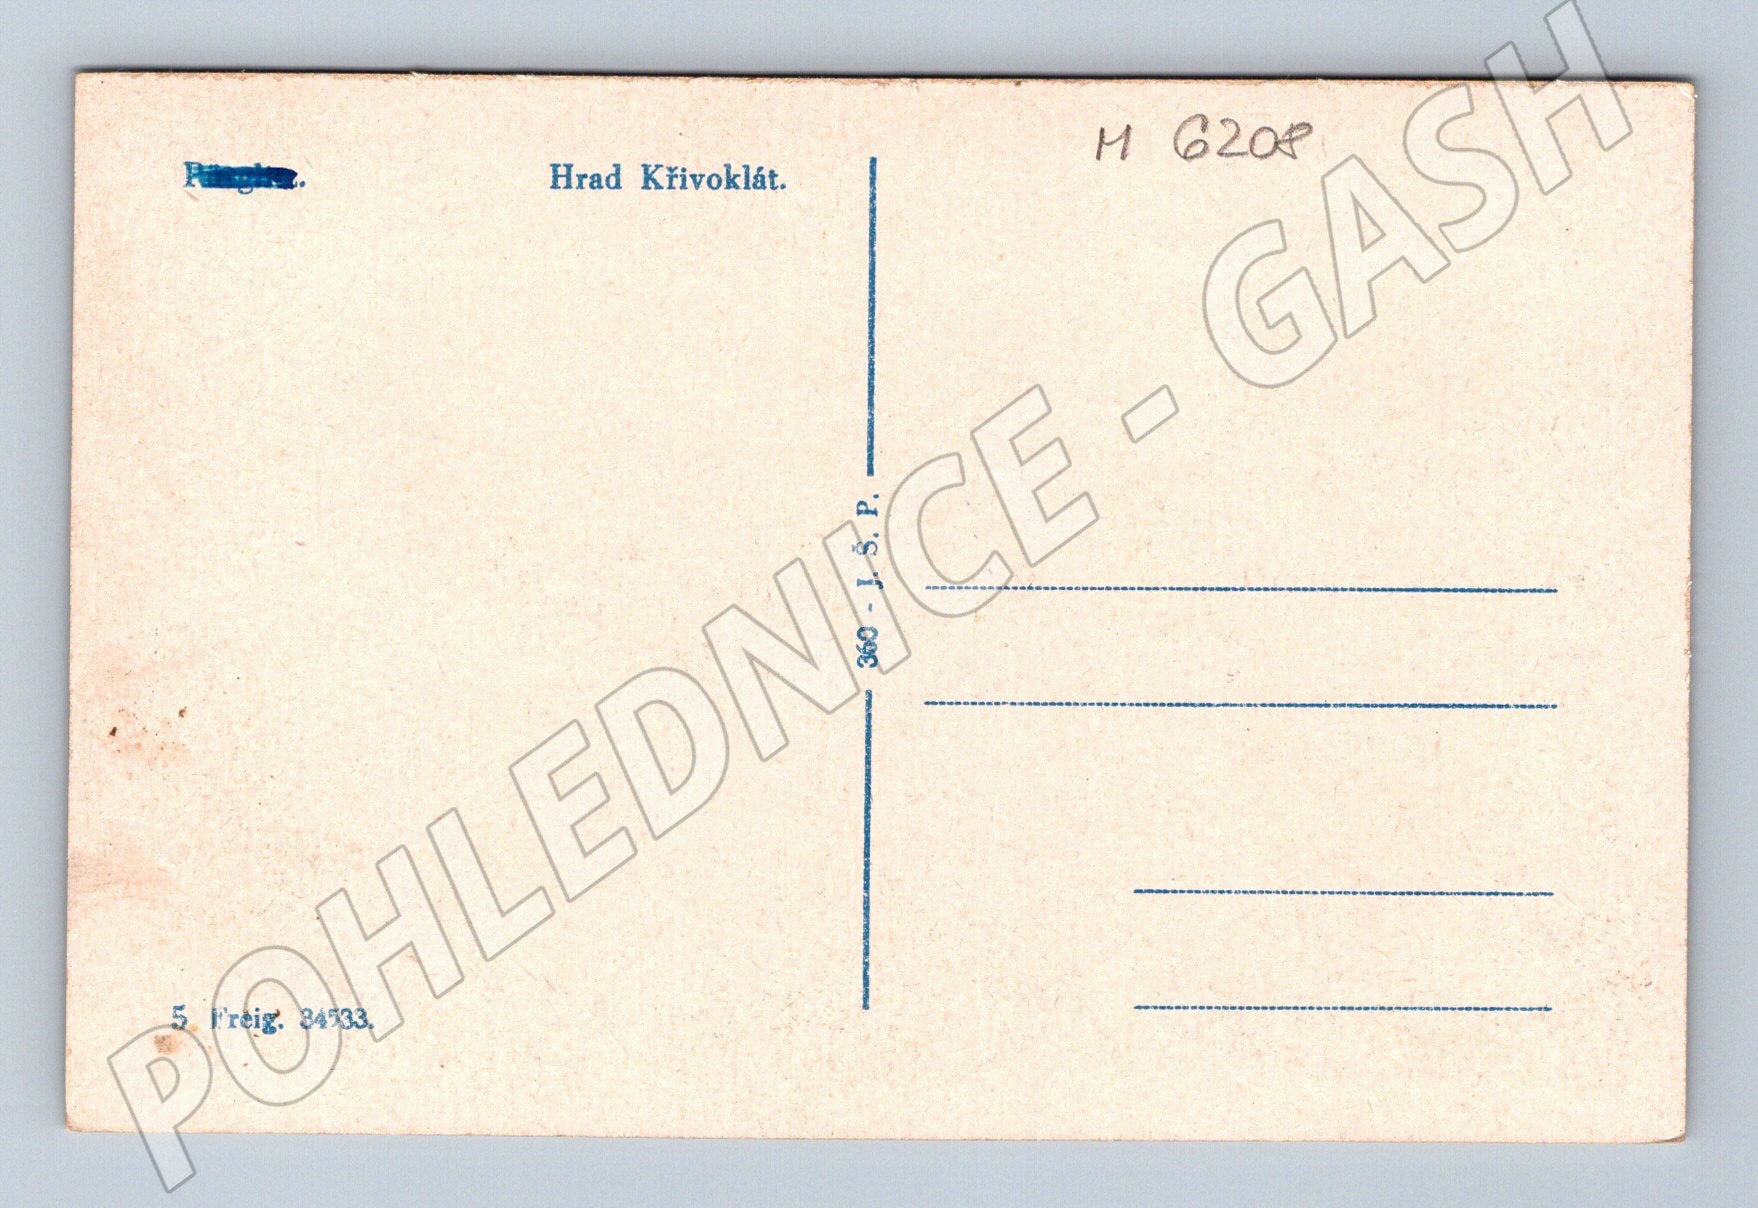 M 6208
Hrad Křivoklát.
360 - J. Š. P.
5 Freig. 34533.
POHLEDNICE - GASH